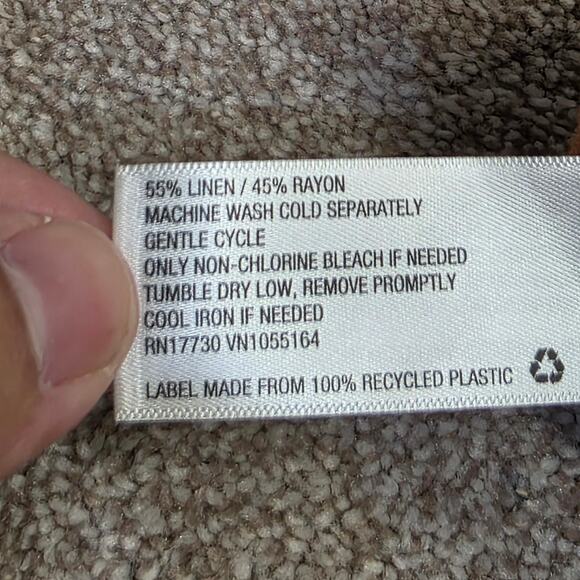 55% LINEN / 45% RAYON
MACHINE WASH COLD SEPARATELY
GENTLE CYCLE
ONLY NON-CHLORINE BLEACH IF NEEDED
TUMBLE DRY LOW, REMOVE PROMPTLY
COOL IRON IF NEEDED
RN17730 VN1055164
LABEL MADE FROM 100% RECYCLED PLASTIC